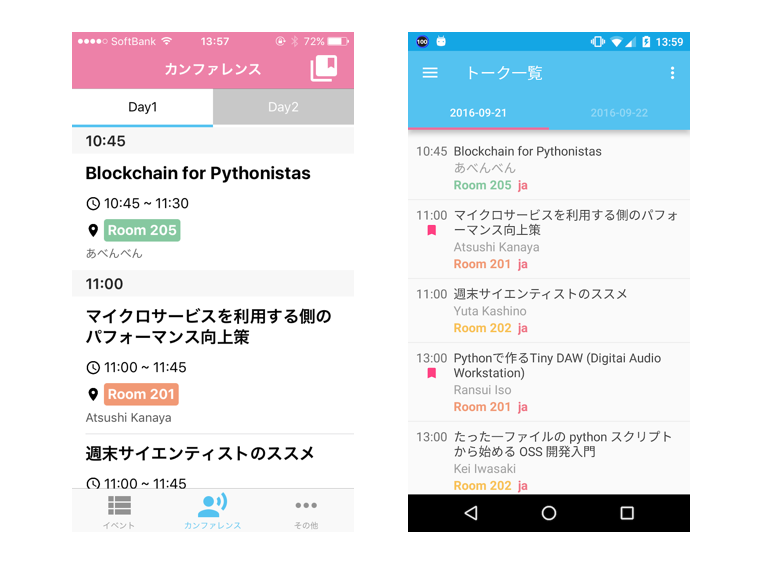 SoftBank 13:57 72%
カンファレンス
Day1 Day2
10:45
Blockchain for Pythonistas
10:45 ~ 11:30
Room 205
あべんべん
11:00
マイクロサービスを利用する側の
パフォーマンス向上策
11:00 ~ 11:45
Room 201
Atsushi Kanaya
週末サイエンティストのススメ
11:00 ~ 11:45
イベント カンファレンス その他
100 13:59
トーク一覧
2016-09-21 2016-09-22
10:45 Blockchain for Pythonistas
あべんべん
Room 205 ja
11:00 マイクロサービスを利用する側のパフォ
ーマンス向上策
Atsushi Kanaya
Room 201 ja
11:00 週末サイエンティストのススメ
Yuta Kashino
Room 202 ja
13:00 Pythonで作るTiny DAW (Digitai Audio
Workstation)
Ransui Iso
Room 201 ja
13:00 たった一ファイルの python スクリプト
から始める OSS 開発入門
Kei Iwasaki
Room 202 ja